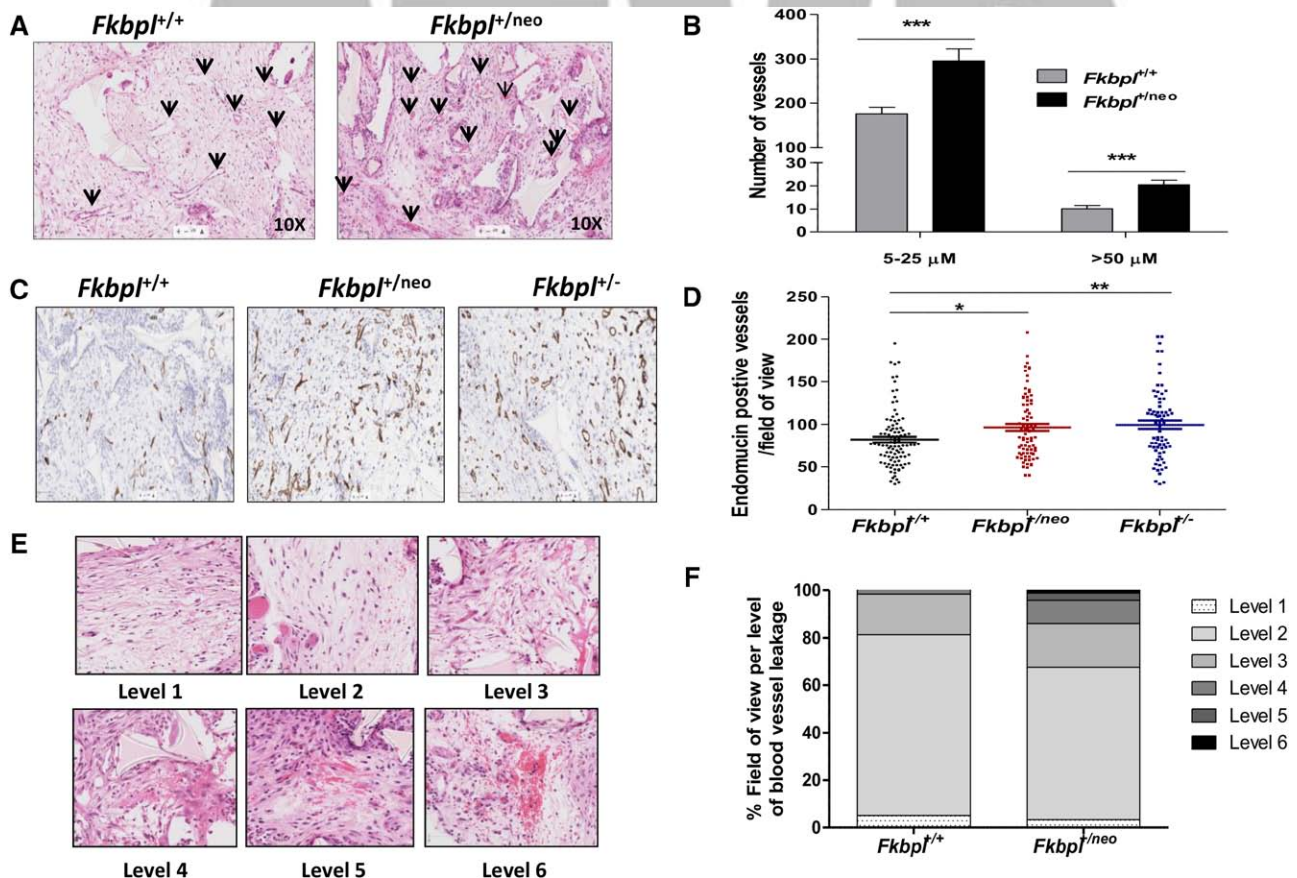 A
Fkbpl+/+
Fkbpl+/neo
10X
10X
B
Number of vessels
400
300
200
100
30
20
10
0
***
***
Fkbpl+/+
Fkbpl+/neo
5-25 µM
>50 µM
C
Fkbpl+/+
Fkbpl+/neo
Fkbpl+/-
D
Endomucin postive vessels
/field of view
250
200
150
100
50
0
*
**
Fkbpl+/+
Fkbpl+/neo
Fkbpl+/-
E
Level 1
Level 2
Level 3
Level 4
Level 5
Level 6
F
% Field of view per level
of blood vessel leakage
100
80
60
40
20
0
Fkbpl+/+
Fkbpl+/neo
Level 1
Level 2
Level 3
Level 4
Level 5
Level 6